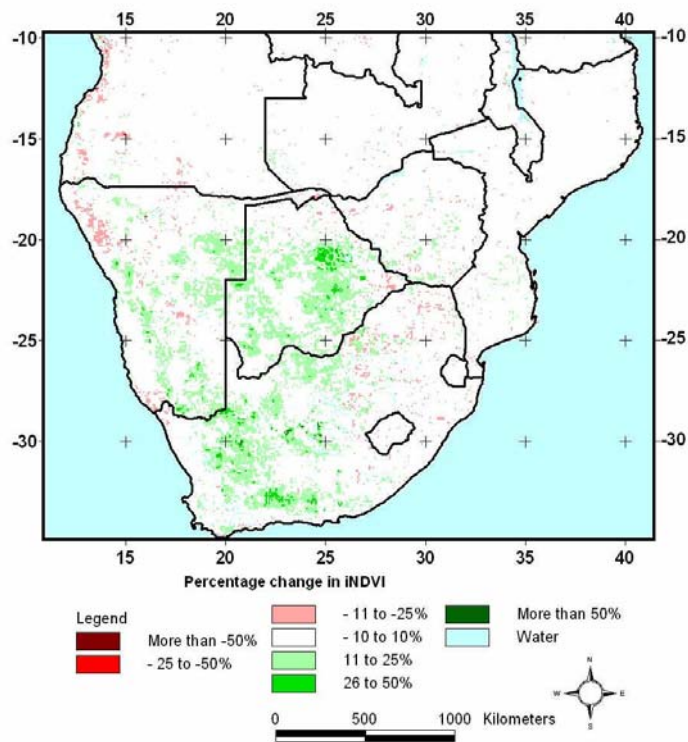 15 20 25 30 35 40
-10 -10
-15 -15
-20 -20
-25 -25
-30 -30
15 20 25 30 35 40
Percentage change in iNDVI
Legend
More than -50%
- 25 to -50%
- 11 to -25%
- 10 to 10%
11 to 25%
26 to 50%
More than 50%
Water
N
W E
S
0 500 1000 Kilometers